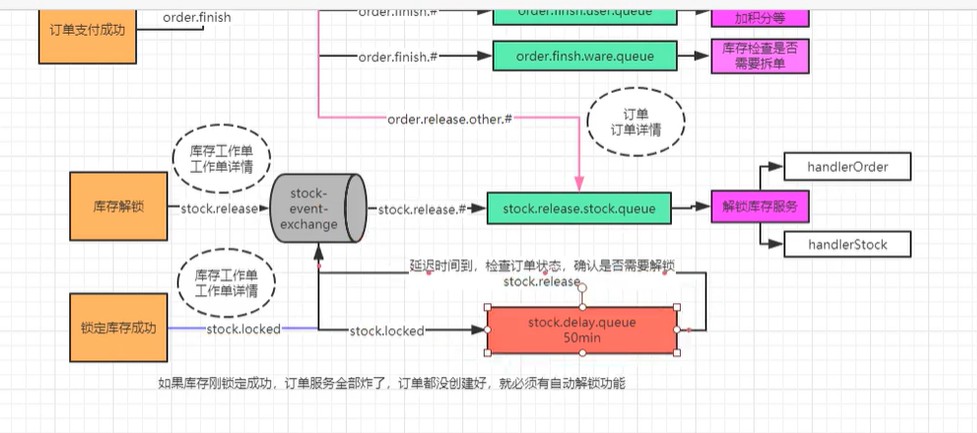 order.finish
订单支付成功
order.finish.#
order.finsh.user.queue
加积分等
order.finish.#
order.finsh.ware.queue
库存检查是否
需要拆单
order.release.other.#
订单
订单详情
库存工作单
工作单详情
库存解锁
stock.release
stock-
event-
exchange
stock.release.#
stock.release.stock.queue
解锁库存服务
handlerOrder
handlerStock
库存工作单
工作单详情
延迟时间到，检查订单状态，确认是否需要解锁
stock.release
锁定库存成功
stock.locked
stock.locked
stock.delay.queue
50min
如果库存刚锁定成功，订单服务全部炸了，订单都没创建好，就必须有自动解锁功能